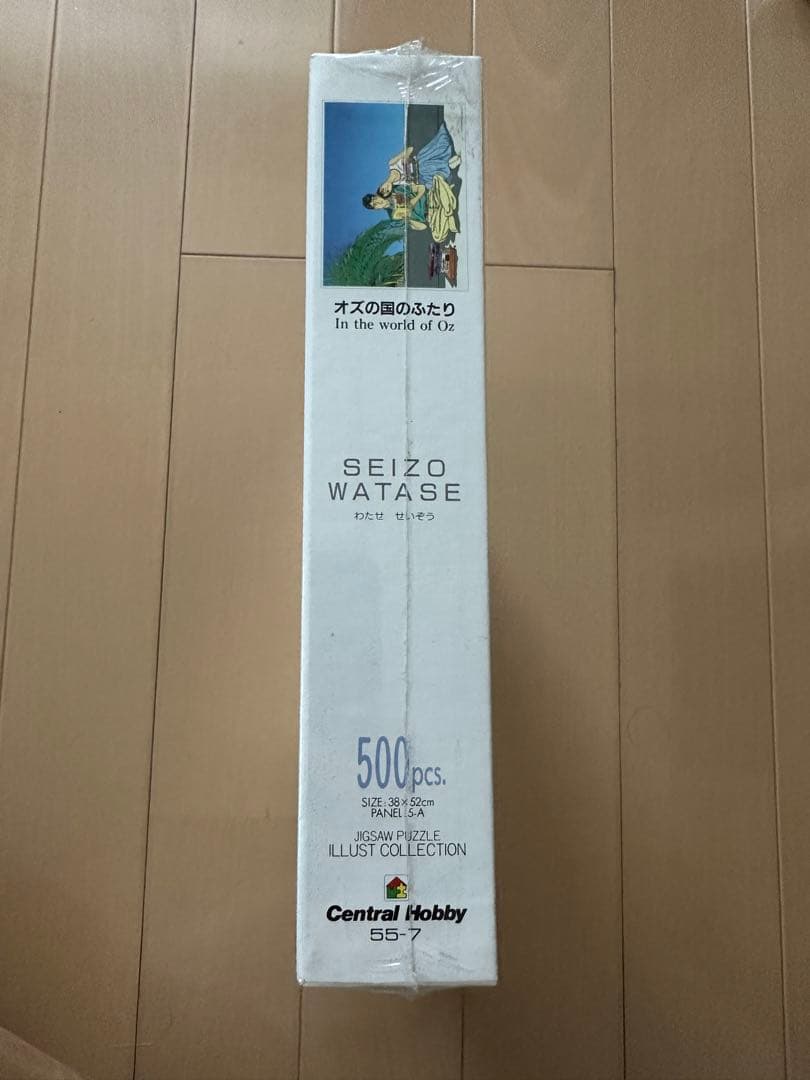 オズの国のふたり
In the world of Oz
SEIZO
WATASE
わたせ せいぞう
500pcs.
SIZE:38×52cm
PANEL:5-A
JIGSAW PUZZLE
ILLUST COLLECTION
Central Hobby
55-7